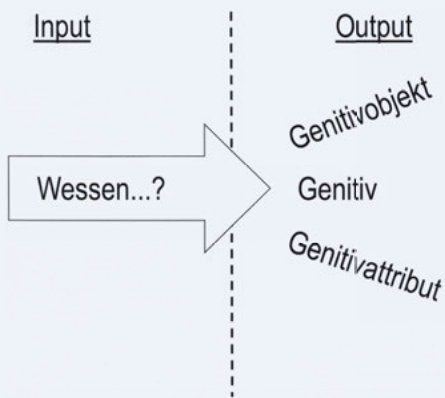 Input
Output
Genitivobjekt
Wessen...?
Genitiv
Genitivattribut